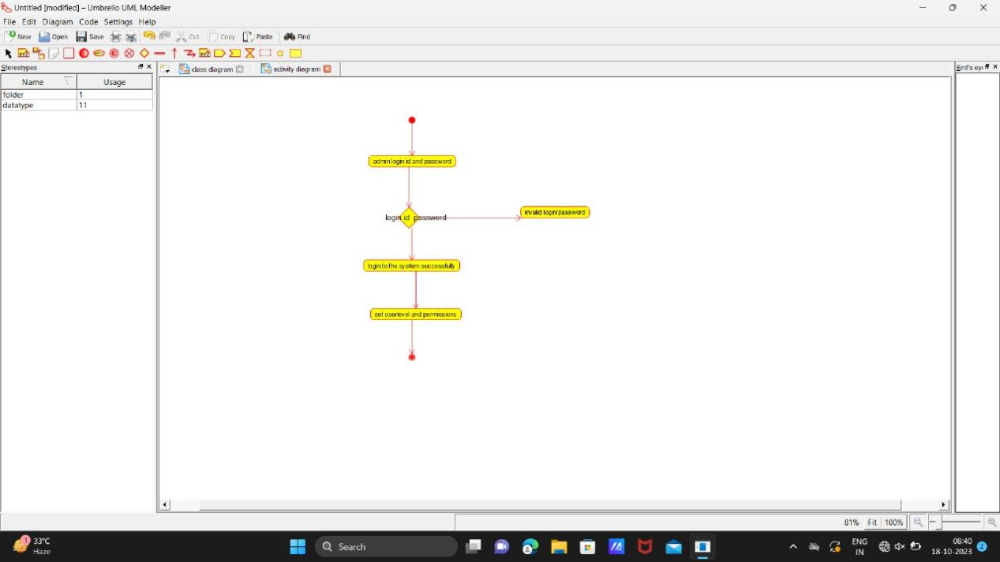 Untitled [modified] – Umbrello UML Modeller
File Edit Diagram Code Settings Help
New Open Save Cut Copy Paste Find
Stereotypes
class diagram activity diagram
Bird's eye
Name Usage
folder 1
datatype 11
admin login id and password
login id password
invalid login/password
login to the system successfully
set userlevel and permissions
81% Fit 100%
33°C
Haze
Search
ENG
IN
08:40
18-10-2023
2